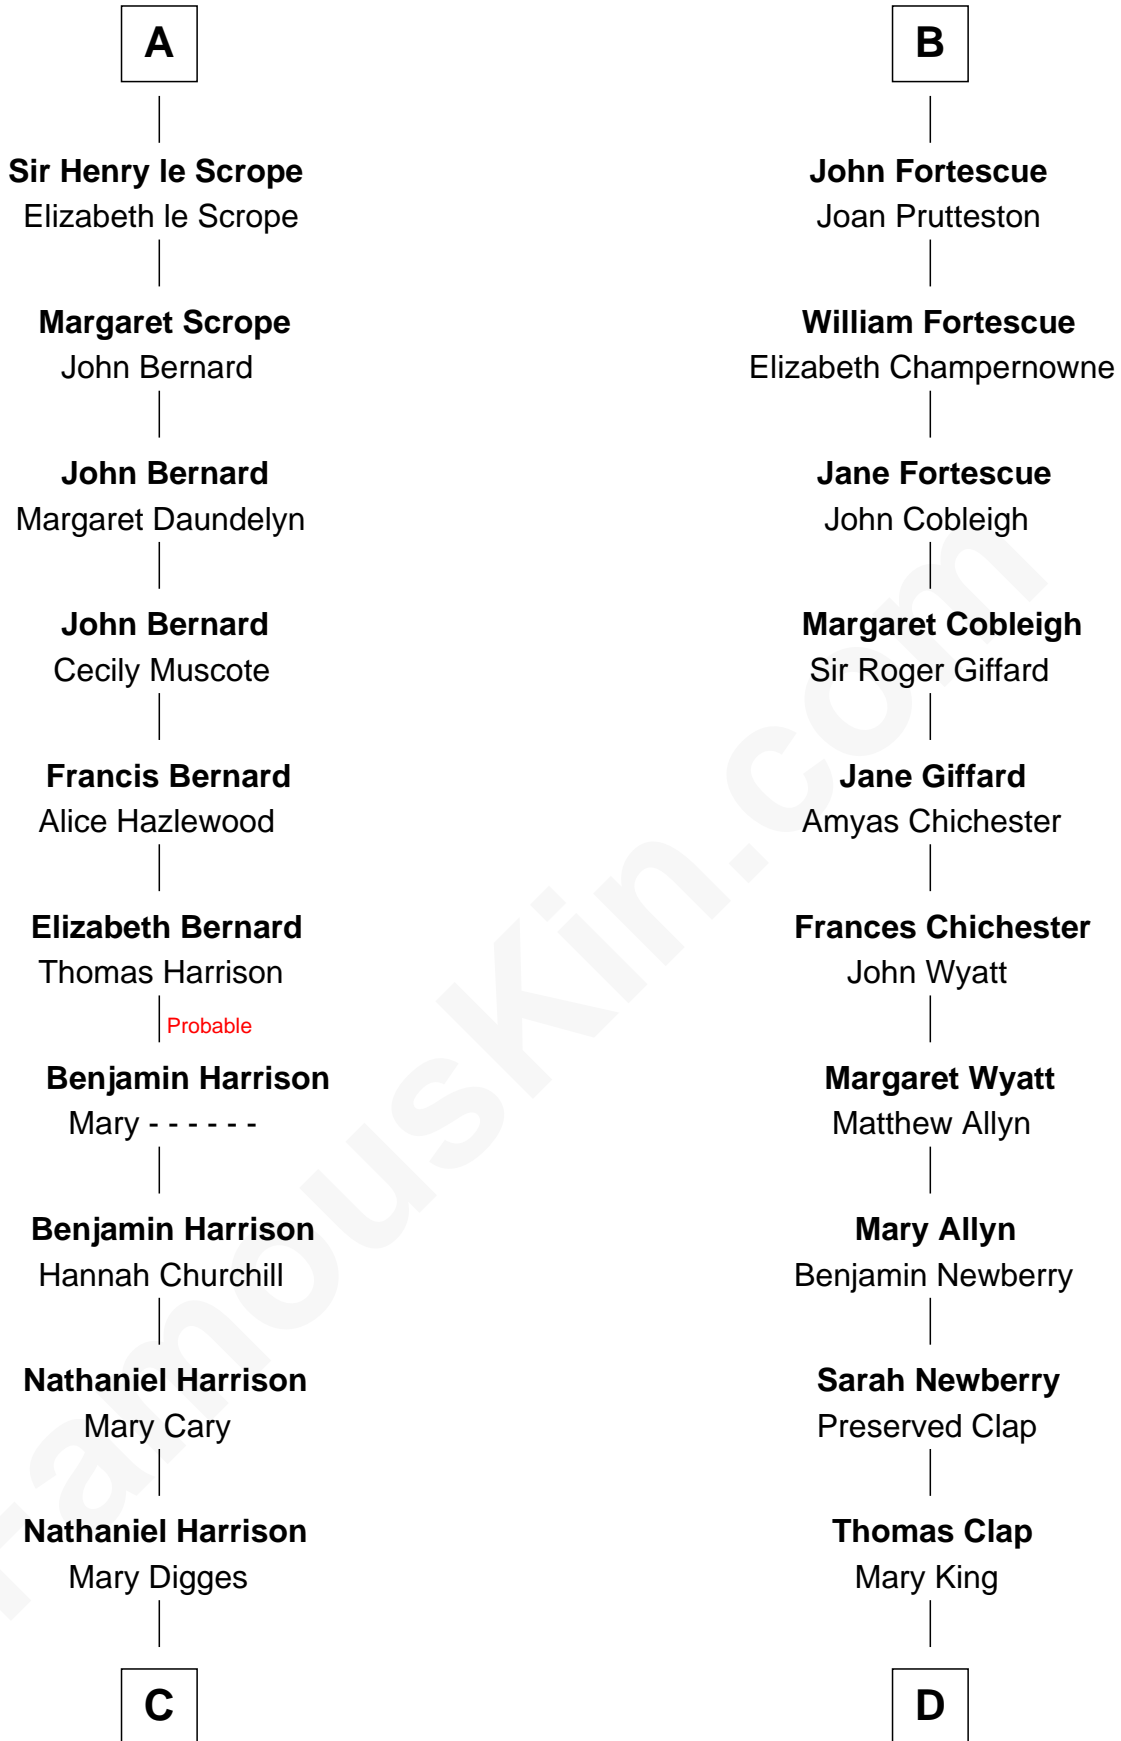 A
Sir Henry le Scrope
Elizabeth le Scrope
Margaret Scrope
John Bernard
John Bernard
Margaret Daundelyn
John Bernard
Cecily Muscote
Francis Bernard
Alice Hazlewood
Elizabeth Bernard
Thomas Harrison
Probable
Benjamin Harrison
Mary - - - - - -
Benjamin Harrison
Hannah Churchill
Nathaniel Harrison
Mary Cary
Nathaniel Harrison
Mary Digges
C
B
John Fortescue
Joan Prutteston
William Fortescue
Elizabeth Champernowne
Jane Fortescue
John Cobleigh
Margaret Cobleigh
Sir Roger Giffard
Jane Giffard
Amyas Chichester
Frances Chichester
John Wyatt
Margaret Wyatt
Matthew Allyn
Mary Allyn
Benjamin Newberry
Sarah Newberry
Preserved Clap
Thomas Clap
Mary King
D
FamousKin.com